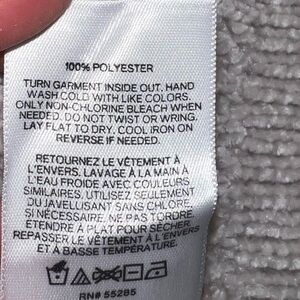 100% POLYESTER
TURN GARMENT INSIDE OUT. HAND
WASH COLD WITH LIKE COLORS.
ONLY NON-CHLORINE BLEACH WHEN
NEEDED. DO NOT TWIST OR WRING.
LAY FLAT TO DRY. COOL IRON ON
REVERSE IF NEEDED.
RETOURNEZ LE VÊTEMENT À
L'ENVERS. LAVAGE À LA MAIN À
L'EAU FROIDE AVEC COULEURS
SIMILAIRES. UTILISEZ SEULEMENT
DU JAVELLISANT SANS CHLORE,
SI NÉCESSAIRE. NE PAS TORDRE.
ÉTENDRE À PLAT POUR SÉCHER.
REPASSER LE VÊTEMENT À L'ENVERS
ET À BASSE TEMPÉRATURE.
RN# 55285